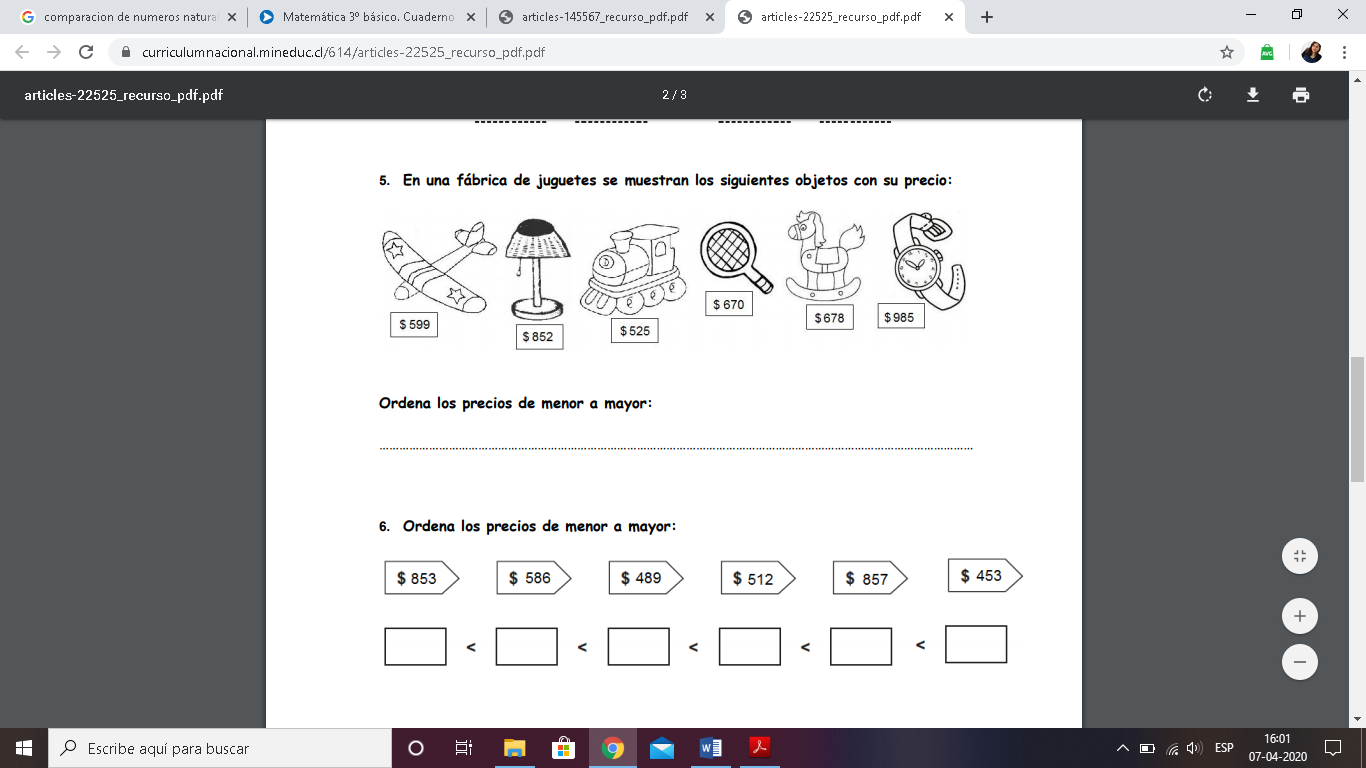 comparacion de numeros natura
Matemática 3º básico. Cuaderno
articles-145567_recurso_pdf.pdf
articles-22525_recurso_pdf.pdf
curriculumnacional.mineduc.cl/614/articles-22525_recurso_pdf.pdf
AVG
articles-22525_recurso_pdf.pdf
2 / 3
5. En una fábrica de juguetes se muestran los siguientes objetos con su precio:
$ 599
$ 852
$ 525
$ 670
$ 678
$ 985
Ordena los precios de menor a mayor:
6. Ordena los precios de menor a mayor:
$ 853 $ 586 $ 489 $ 512 $ 857 $ 453
< < < < <
Escribe aquí para buscar
ESP
16:01
07-04-2020